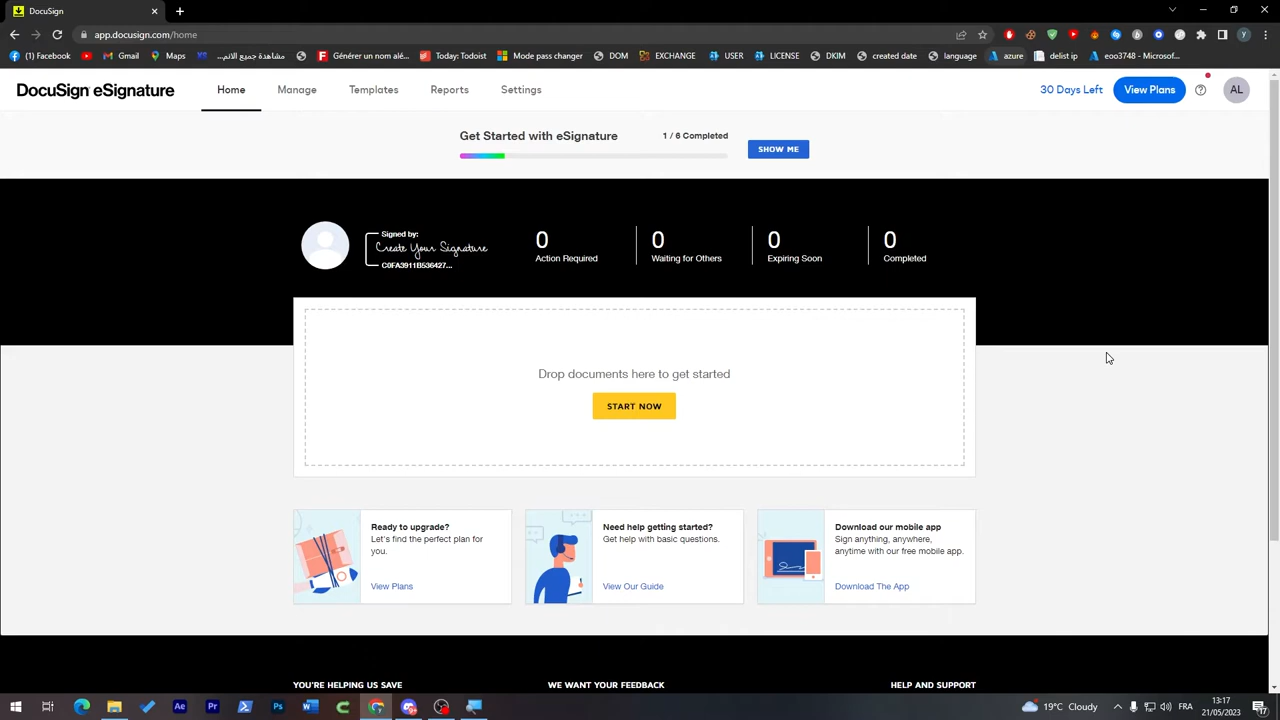 DocuSign
app.docusign.com/home
(1) Facebook
Gmail
Maps
Générer un nom alé...
Today: Todoist
Mode pass changer
DOM
EXCHANGE
USER
LICENSE
DKIM
created date
language
azure
delist ip
eoo3748 - Microsof...
DocuSign eSignature
Home
Manage
Templates
Reports
Settings
30 Days Left
View Plans
AL
Get Started with eSignature
1 / 6 Completed
SHOW ME
Signed by:
Create Your Signature
C0FA3911B536427...
0
Action Required
0
Waiting for Others
0
Expiring Soon
0
Completed
Drop documents here to get started
START NOW
Ready to upgrade?
Let's find the perfect plan for
you.
View Plans
Need help getting started?
Get help with basic questions.
View Our Guide
Download our mobile app
Sign anything, anywhere,
anytime with our free mobile app.
Download The App
YOU'RE HELPING US SAVE
WE WANT YOUR FEEDBACK
HELP AND SUPPORT
19°C Cloudy
FR
13:17
21/05/2023